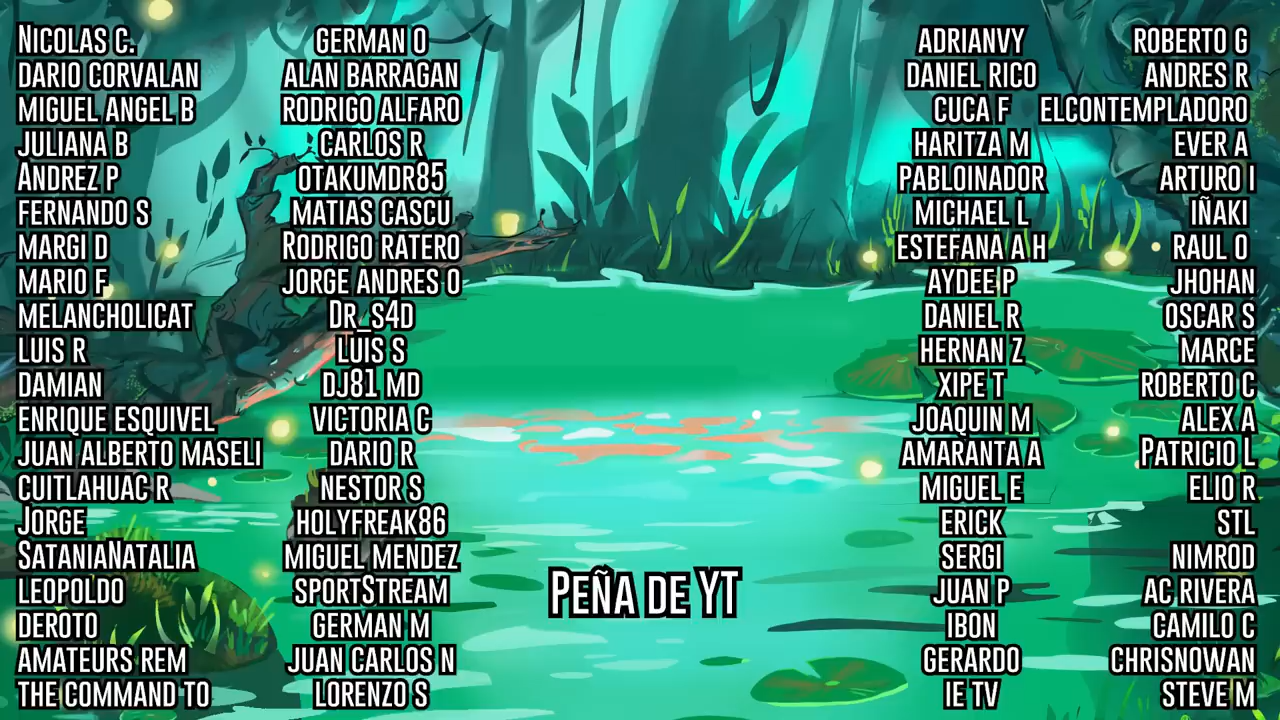 Nicolas C.
DARIO CORVALAN
MIGUEL ANGEL B
JULIANA B
Andrez P
FERNANDO S
MARGI D
MARIO F
MELANCHOLICAT
LUIS R
DAMIAN
ENRIQUE ESQUIVEL
JUAN ALBERTO MASELI
CUITLAHUAC R
Jorge
SataniaNatalia
LEOPOLDO
DEROTO
AMATEURS REM
THE COMMAND TO
GERMAN O
ALAN BARRAGAN
RODRIGO ALFARO
CARLOS R
OTAKUMDR85
MATIAS CASCU
Rodrigo Ratero
JORGE ANDRES O
Dr_s4d
LUIS S
DJ81 MD
VICTORIA C
DARIO R
NESTOR S
HOLYFREAK86
MIGUEL MENDEZ
sportStream
GERMAN M
JUAN CARLOS N
LORENZO S
Peña de YT
ADRIANVY
DANIEL RICO
CUCA F
HARITZA M
PABLOINADOR
MICHAEL L
ESTEFANA A H
AYDEE P
DANIEL R
HERNAN Z
XIPE T
JOAQUIN M
AMARANTA A
MIGUEL E
ERICK
SERGI
JUAN P
IBON
GERARDO
IE TV
ROBERTO G
ANDRES R
ELCONTEMPLADORO
EVER A
ARTURO I
IÑAKI
RAUL O
JHOHAN
OSCAR S
MARCE
ROBERTO C
ALEX A
Patricio L
ELIO R
STL
NIMROD
AC RIVERA
CAMILO C
CHRISNOWAN
STEVE M